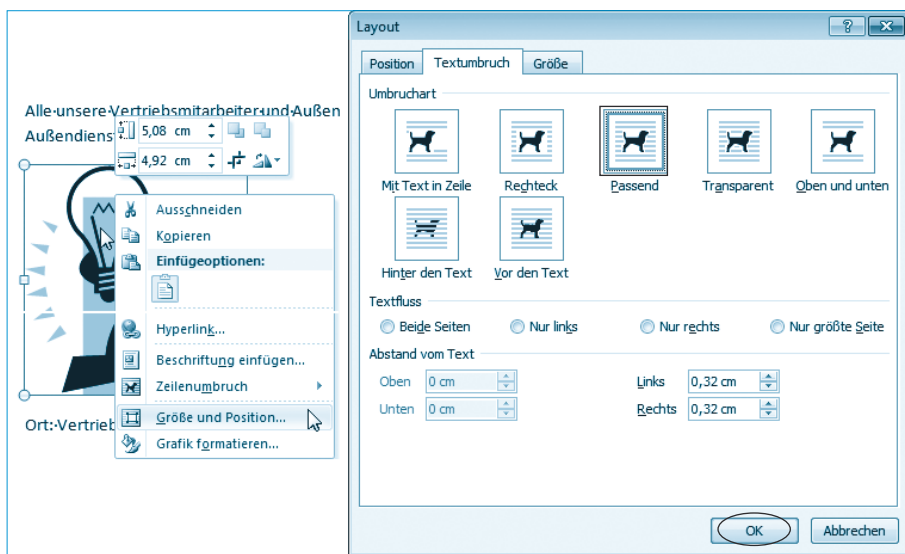 Alle·unsere·Vertriebsmitarbeiter·und·Außen
Außendienst
5,08 cm
4,92 cm
Ausschneiden
Kopieren
Einfügeoptionen:
Hyperlink...
Beschriftung einfügen...
Zeilenumbruch
Größe und Position...
Grafik formatieren...
Ort:·Vertrieb
Layout
Position Textumbruch Größe
Umbruchart
Mit Text in Zeile Rechteck Passend Transparent Oben und unten
Hinter den Text Vor den Text
Textfluss
Beide Seiten Nur links Nur rechts Nur größte Seite
Abstand vom Text
Oben 0 cm Links 0,32 cm
Unten 0 cm Rechts 0,32 cm
OK Abbrechen